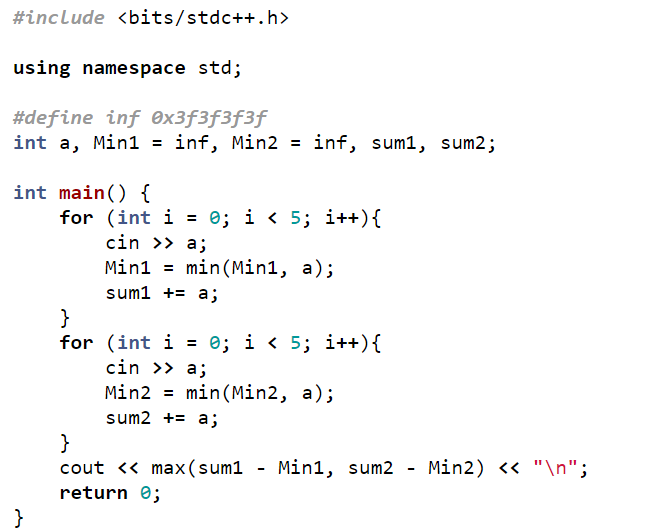 #include <bits/stdc++.h>
using namespace std;
#define inf 0x3f3f3f3f
int a, Min1 = inf, Min2 = inf, sum1, sum2;
int main() {
    for (int i = 0; i < 5; i++){
        cin >> a;
        Min1 = min(Min1, a);
        sum1 += a;
    }
    for (int i = 0; i < 5; i++){
        cin >> a;
        Min2 = min(Min2, a);
        sum2 += a;
    }
    cout << max(sum1 - Min1, sum2 - Min2) << "\n";
    return 0;
}